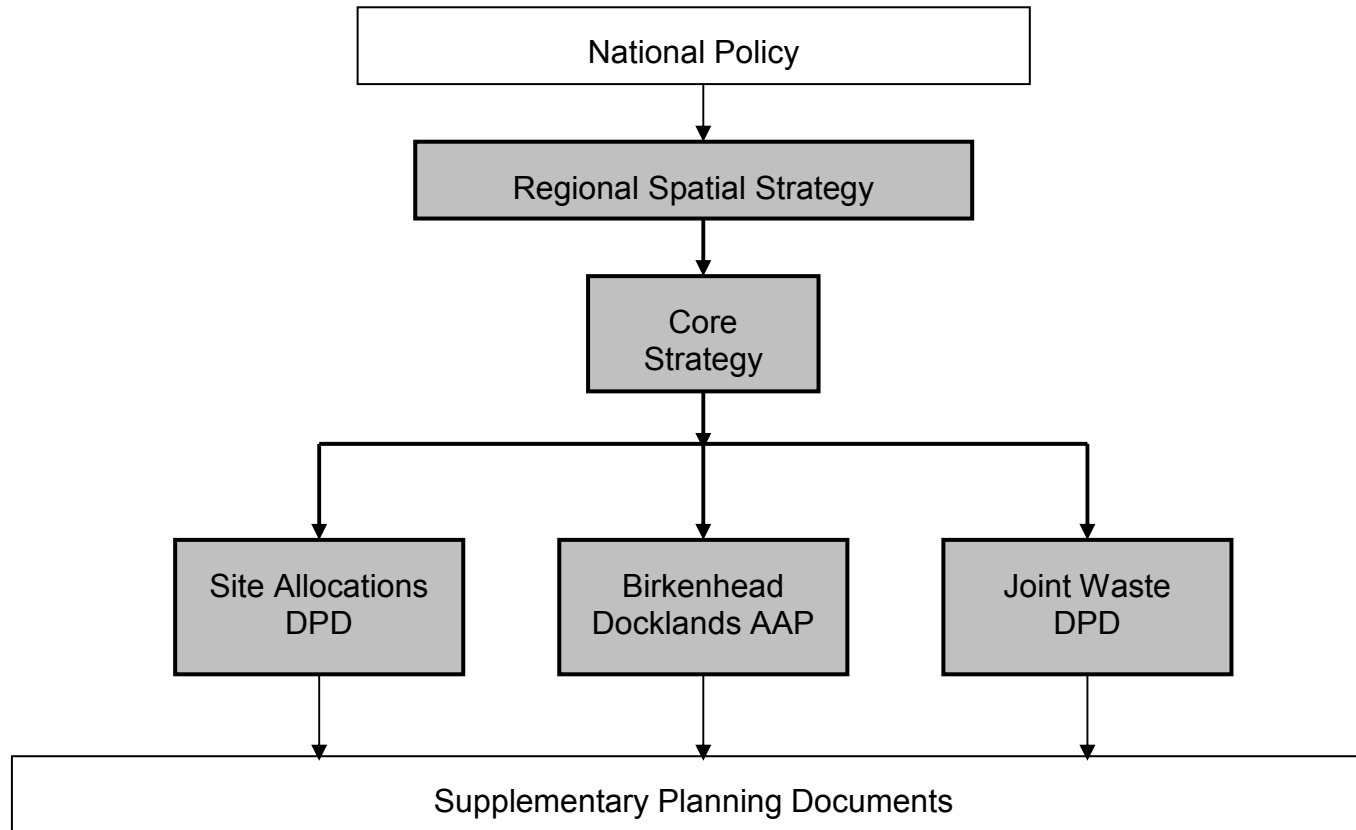 National Policy
Regional Spatial Strategy
Core
Strategy
Site Allocations
DPD
Birkenhead
Docklands AAP
Joint Waste
DPD
Supplementary Planning Documents